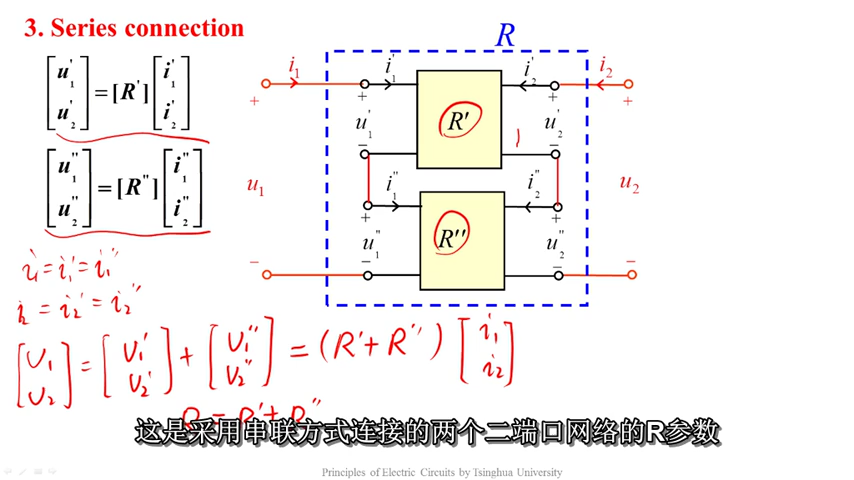 3. Series connection
R
[u'1 u'2] = [R'] [i'1 i'2]
[u"1 u"2] = [R"] [i"1 i"2]
i1 i'1 i'2 i2
+ + + +
u'1 R' u'2
− −
u1 i"1 i"2 u2
+ +
u"1 R" u"2
− − − −
i1 = i1' = i1"
i2 = i2' = i2"
[U1 U2] = [U1' U2'] + [U1" U2"] = (R' + R") [i1 i2]
R = R' + R"
这是采用串联方式连接的两个二端口网络的R参数
Principles of Electric Circuits by Tsinghua University